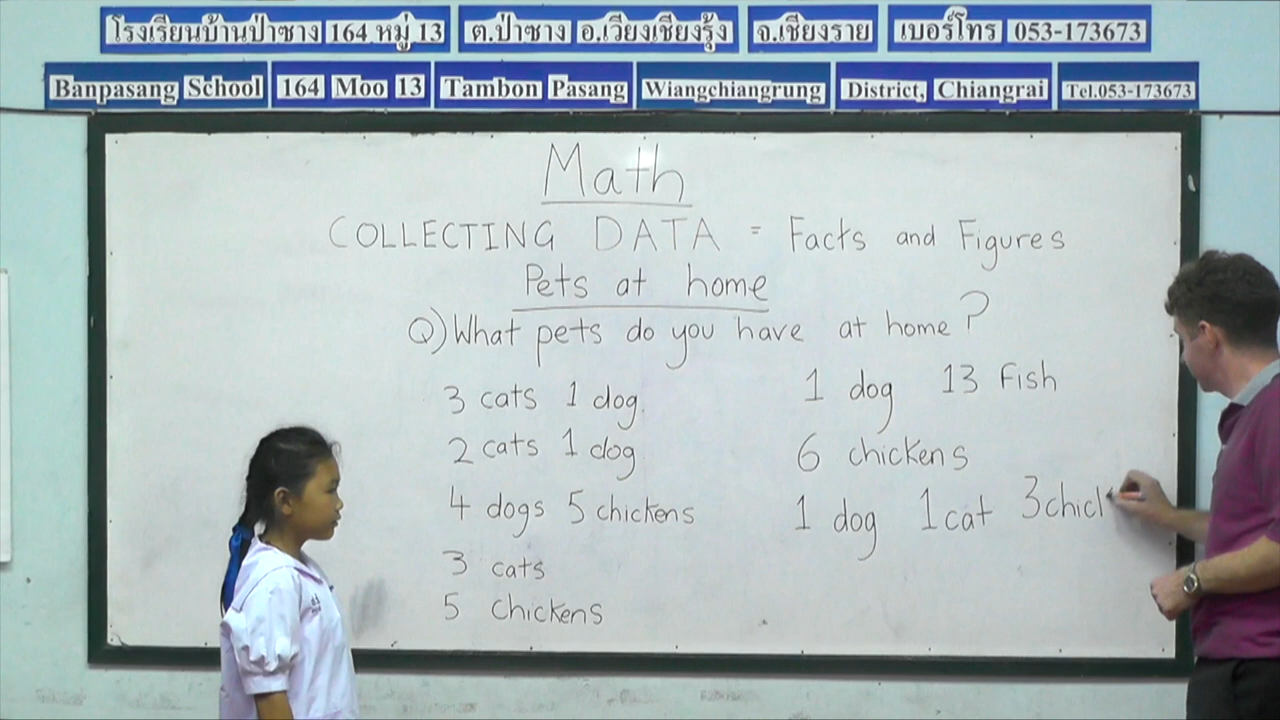 โรงเรียนบ้านป่าซาง 164 หมู่ 13 ต.ป่าซาง อ.เวียงเชียงรุ้ง จ.เชียงราย เบอร์โทร 053-173673
Banpasang School 164 Moo 13 Tambon Pasang Wiangchiangrung District, Chiangrai Tel.053-173673
Math
COLLECTING DATA = Facts and Figures
Pets at home
Q) What pets do you have at home?
3 cats 1 dog.
2 cats 1 dog
4 dogs 5 chickens
3 cats
5 chickens
1 dog 13 fish
6 chickens
1 dog 1 cat 3 chick